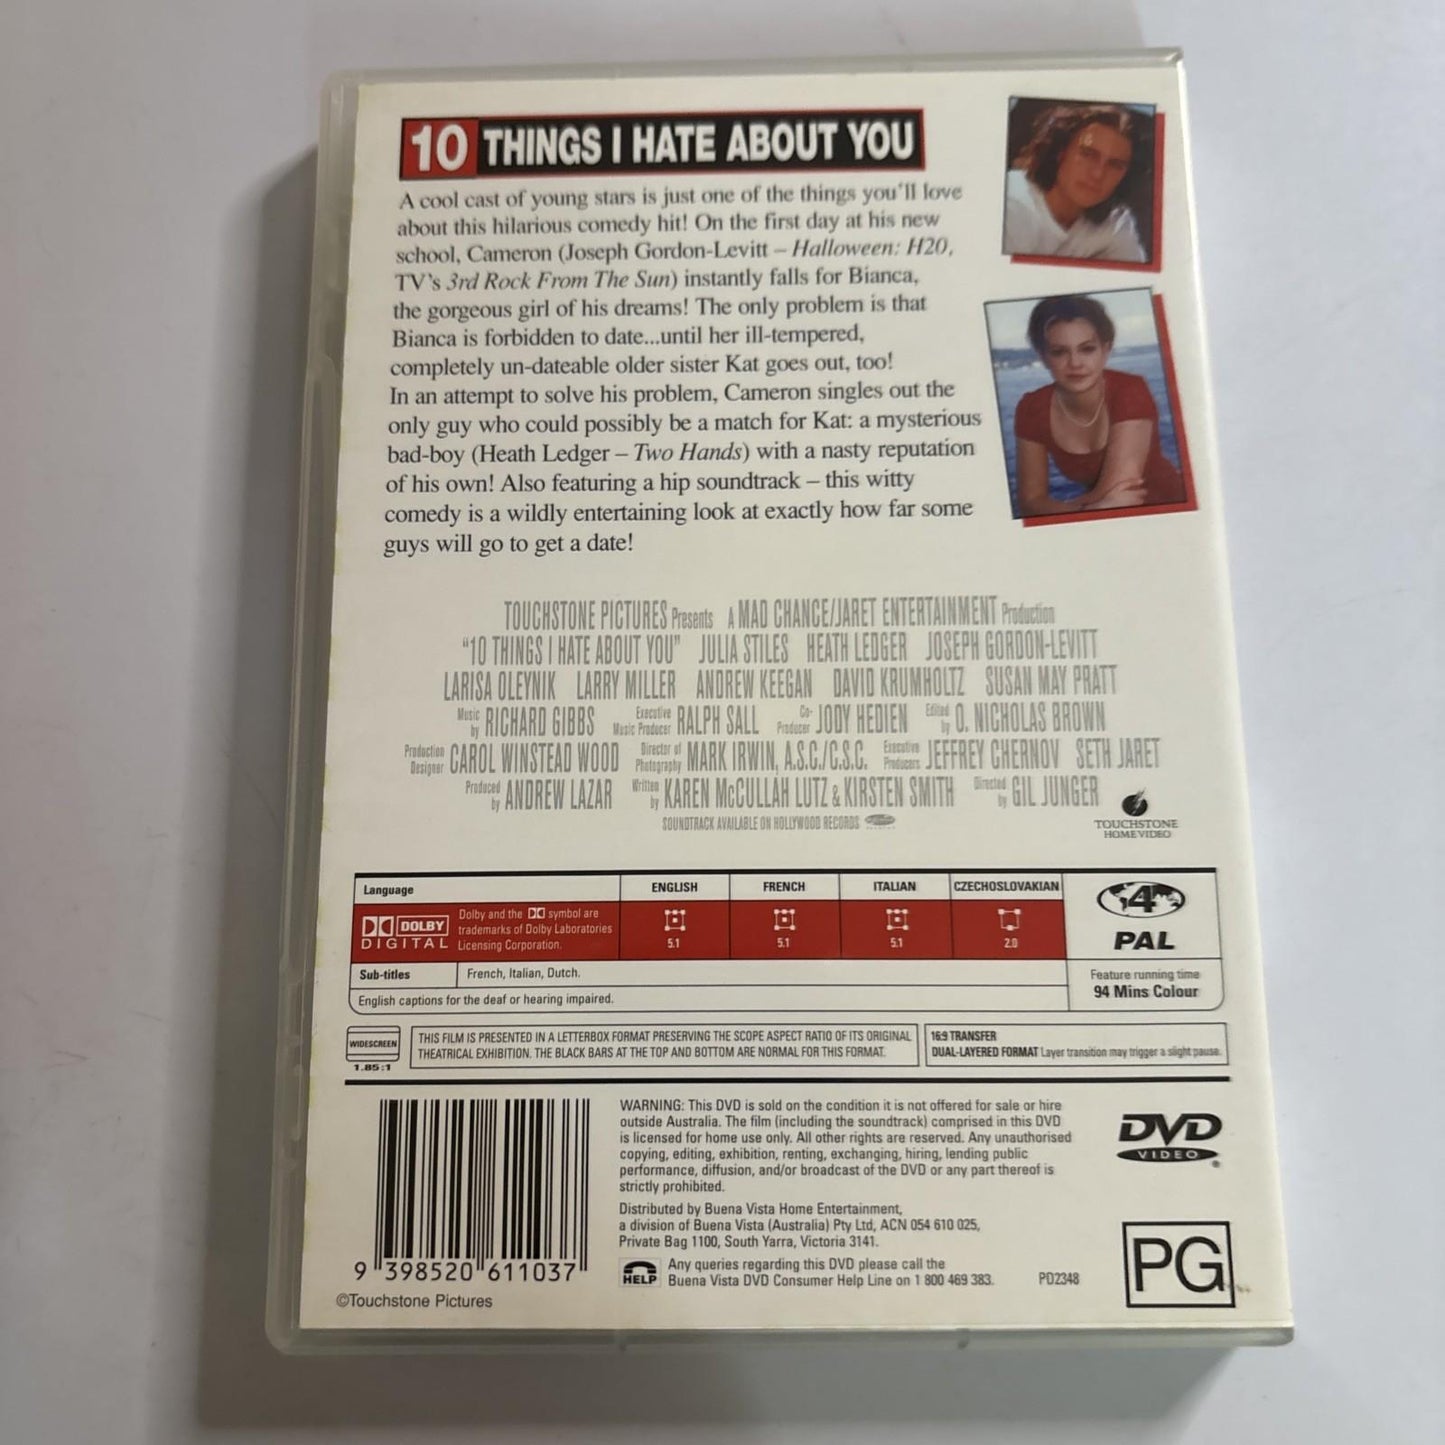 10 THINGS I HATE ABOUT YOU
A cool cast of young stars is just one of the things you'll love
about this hilarious comedy hit! On the first day at his new
school, Cameron (Joseph Gordon-Levitt – Halloween: H20,
TV's 3rd Rock From The Sun) instantly falls for Bianca,
the gorgeous girl of his dreams! The only problem is that
Bianca is forbidden to date...until her ill-tempered,
completely un-dateable older sister Kat goes out, too!
In an attempt to solve his problem, Cameron singles out the
only guy who could possibly be a match for Kat: a mysterious
bad-boy (Heath Ledger – Two Hands) with a nasty reputation
of his own! Also featuring a hip soundtrack – this witty
comedy is a wildly entertaining look at exactly how far some
guys will go to get a date!
TOUCHSTONE PICTURES Presents A MAD CHANCE/JARET ENTERTAINMENT Production
"10 THINGS I HATE ABOUT YOU" JULIA STILES HEATH LEDGER JOSEPH GORDON-LEVITT
LARISA OLEYNIK LARRY MILLER ANDREW KEEGAN DAVID KRUMHOLTZ SUSAN MAY PRATT
Music by RICHARD GIBBS Executive Music Producer RALPH SALL Co-Producer JODY HEDIEN Edited by O. NICHOLAS BROWN
Production Designer CAROL WINSTEAD WOOD Director of Photography MARK IRWIN, A.S.C./C.S.C. Executive Producers JEFFREY CHERNOV SETH JARET
Produced by ANDREW LAZAR Written by KAREN McCULLAH LUTZ & KIRSTEN SMITH Directed by GIL JUNGER
SOUNDTRACK AVAILABLE ON HOLLYWOOD RECORDS
TOUCHSTONE
HOME VIDEO
Language ENGLISH FRENCH ITALIAN CZECHOSLOVAKIAN
DOLBY
DIGITAL
Dolby and the symbol are
trademarks of Dolby Laboratories
Licensing Corporation.
5.1 5.1 5.1 2.0
4
PAL
Sub-titles French, Italian, Dutch.
English captions for the deaf or hearing impaired.
Feature running time
94 Mins Colour
WIDESCREEN
1.85:1
THIS FILM IS PRESENTED IN A LETTERBOX FORMAT PRESERVING THE SCOPE ASPECT RATIO OF ITS ORIGINAL
THEATRICAL EXHIBITION. THE BLACK BARS AT THE TOP AND BOTTOM ARE NORMAL FOR THIS FORMAT.
16:9 TRANSFER
DUAL-LAYERED FORMAT Layer transition may trigger a slight pause.
WARNING: This DVD is sold on the condition it is not offered for sale or hire
outside Australia. The film (including the soundtrack) comprised in this DVD
is licensed for home use only. All other rights are reserved. Any unauthorised
copying, editing, exhibition, renting, exchanging, hiring, lending public
performance, diffusion, and/or broadcast of the DVD or any part thereof is
strictly prohibited.
Distributed by Buena Vista Home Entertainment,
a division of Buena Vista (Australia) Pty Ltd, ACN 054 610 025,
Private Bag 1100, South Yarra, Victoria 3141.
HELP
Any queries regarding this DVD please call the
Buena Vista DVD Consumer Help Line on 1 800 469 383.
PD2348
DVD
VIDEO
PG
9 398520 611037
©Touchstone Pictures